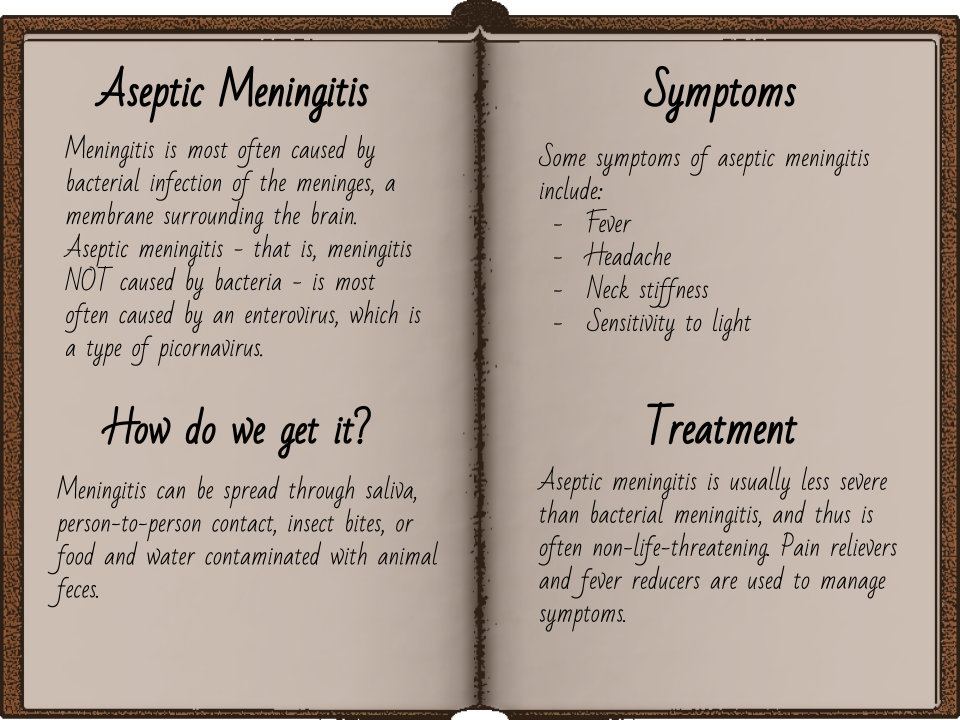 Aseptic Meningitis
Meningitis is most often caused by
bacterial infection of the meninges, a
membrane surrounding the brain.
Aseptic meningitis - that is, meningitis
NOT caused by bacteria - is most
often caused by an enterovirus, which is
a type of picornavirus.
How do we get it?
Meningitis can be spread through saliva,
person-to-person contact, insect bites, or
food and water contaminated with animal
feces.
Symptoms
Some symptoms of aseptic meningitis
include:
- Fever
- Headache
- Neck stiffness
- Sensitivity to light
Treatment
Aseptic meningitis is usually less severe
than bacterial meningitis, and thus is
often non-life-threatening. Pain relievers
and fever reducers are used to manage
symptoms.